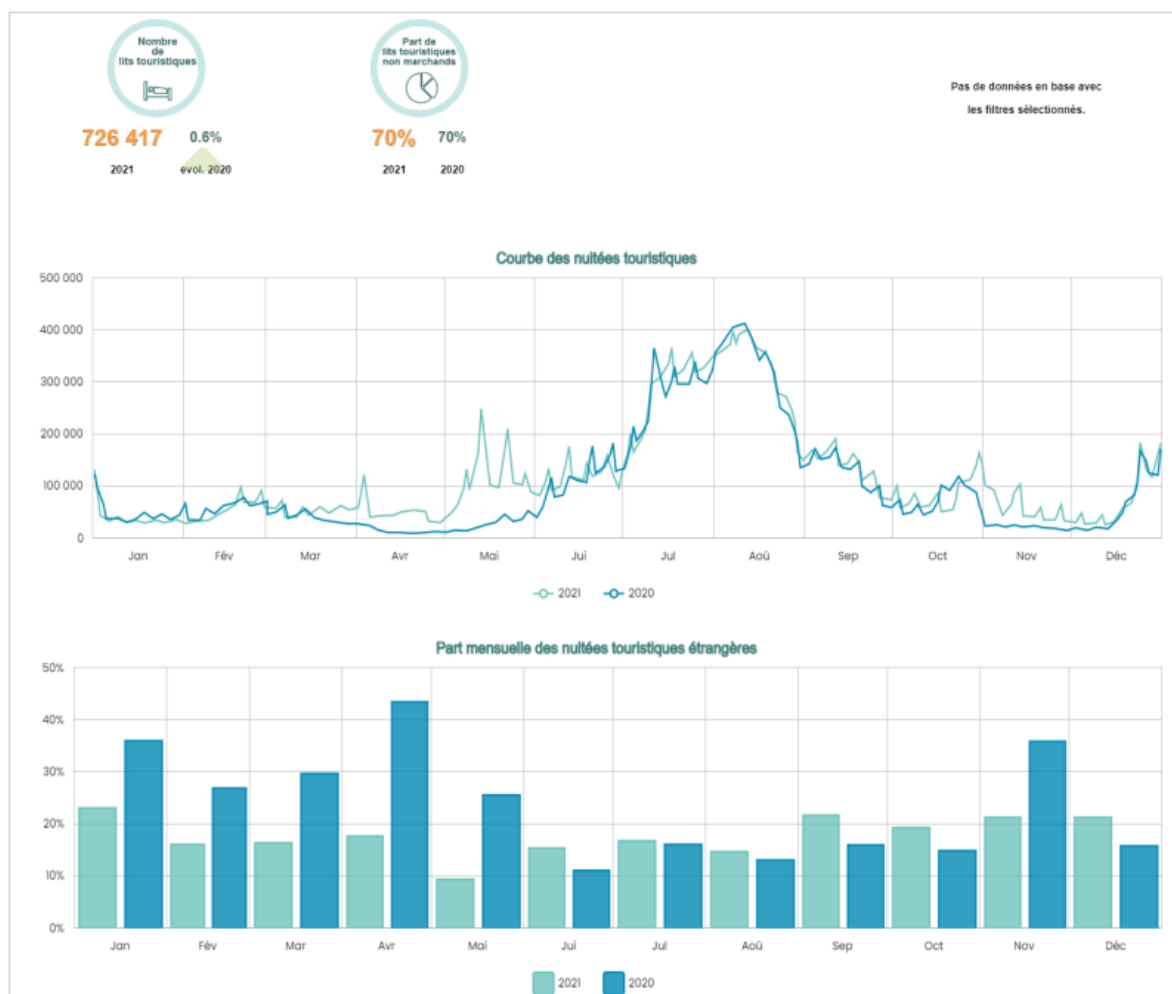 Nombre
de
lits touristiques
Part de
lits touristiques
non marchands
Pas de données en base avec
les filtres sélectionnés.
726 417
0.6%
70%
70%
2021
evol. 2020
2021
2020
Courbe des nuitées touristiques
500 000
400 000
300 000
200 000
100 000
0
Jan Fév Mar Avr Mai Jui Jul Aoû Sep Oct Nov Déc
2021 2020
Part mensuelle des nuitées touristiques étrangères
50%
40%
30%
20%
10%
0%
Jan Fév Mar Avr Mai Jui Jul Aoû Sep Oct Nov Déc
2021 2020